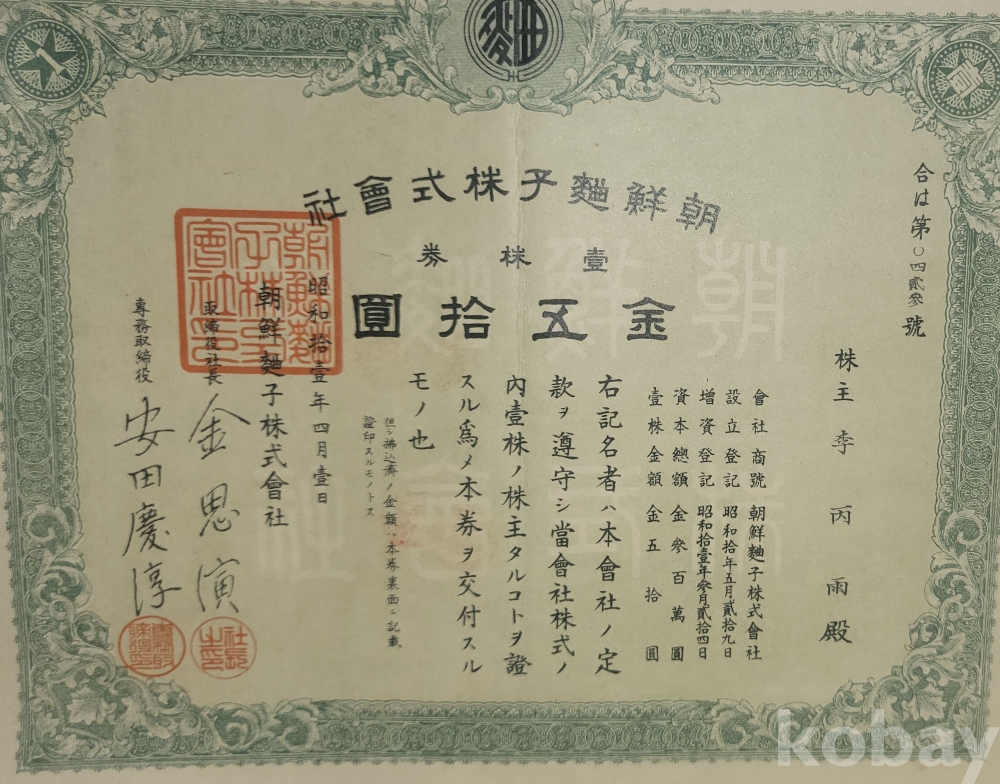 朝鮮麯子株式會社
壹株券
金五拾圓
合は第〇四貳參號
株主 李丙雨殿
會社商號 朝鮮麯子株式會社
設立登記 昭和拾年五月貳拾九日
增資登記 昭和拾壹年參月貳拾四日
資本總額 金參百萬圓
壹株金額 金五拾圓
右記名者ハ本會社ノ定
款ヲ遵守シ當會社株式ノ
內壹株ノ株主タルコトヲ證
スル爲メ本券ヲ交付スル
モノ也
但シ拂込濟ノ金額ハ本券裏面ニ記載
證印スルモノトス
昭和拾壹年四月壹日
朝鮮麯子株式會社
取締役社長 金思演
專務取締役 安田慶淳
kobay